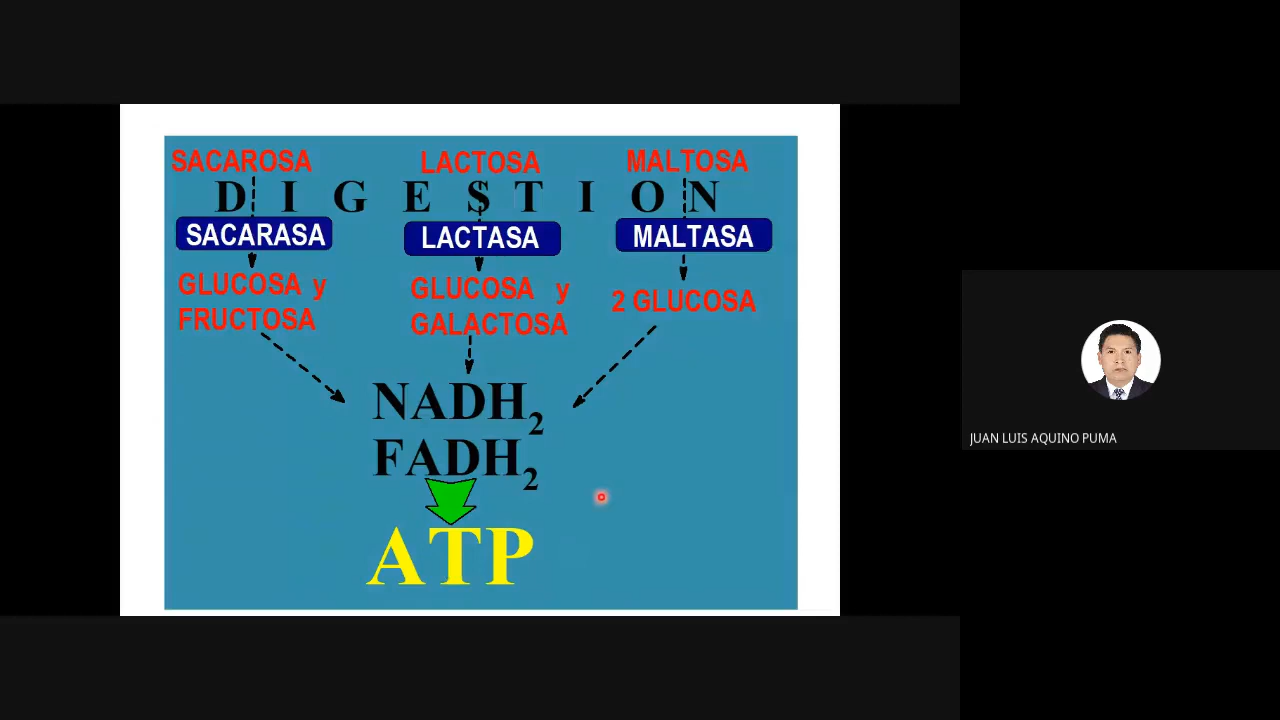 SACAROSA LACTOSA MALTOSA
D I G E S T I O N
SACARASA LACTASA MALTASA
GLUCOSA y FRUCTOSA
GLUCOSA y GALACTOSA
2 GLUCOSA
NADH2
FADH2
ATP
JUAN LUIS AQUINO PUMA